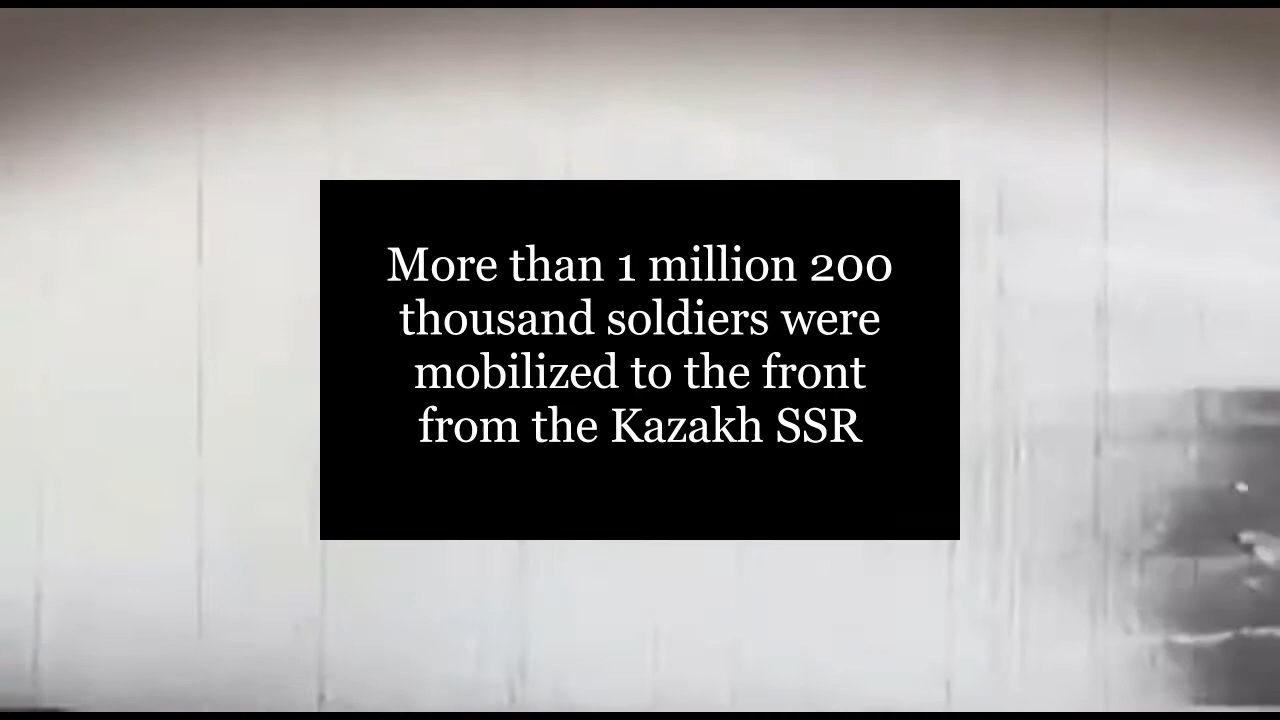 More than 1 million 200
thousand soldiers were
mobilized to the front
from the Kazakh SSR